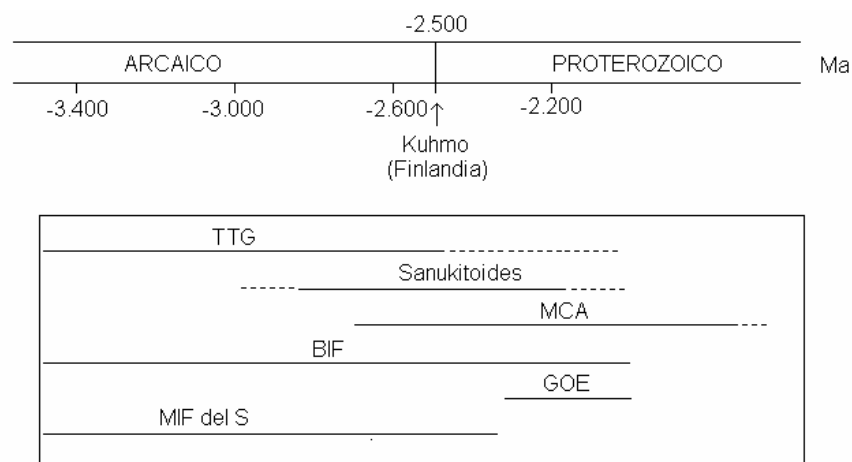 -2.500
ARCAICO PROTEROZOICO Ma
-3.400 -3.000 -2.600 -2.200
Kuhmo
(Finlandia)
TTG
Sanukitoides
MCA
BIF
GOE
MIF del S